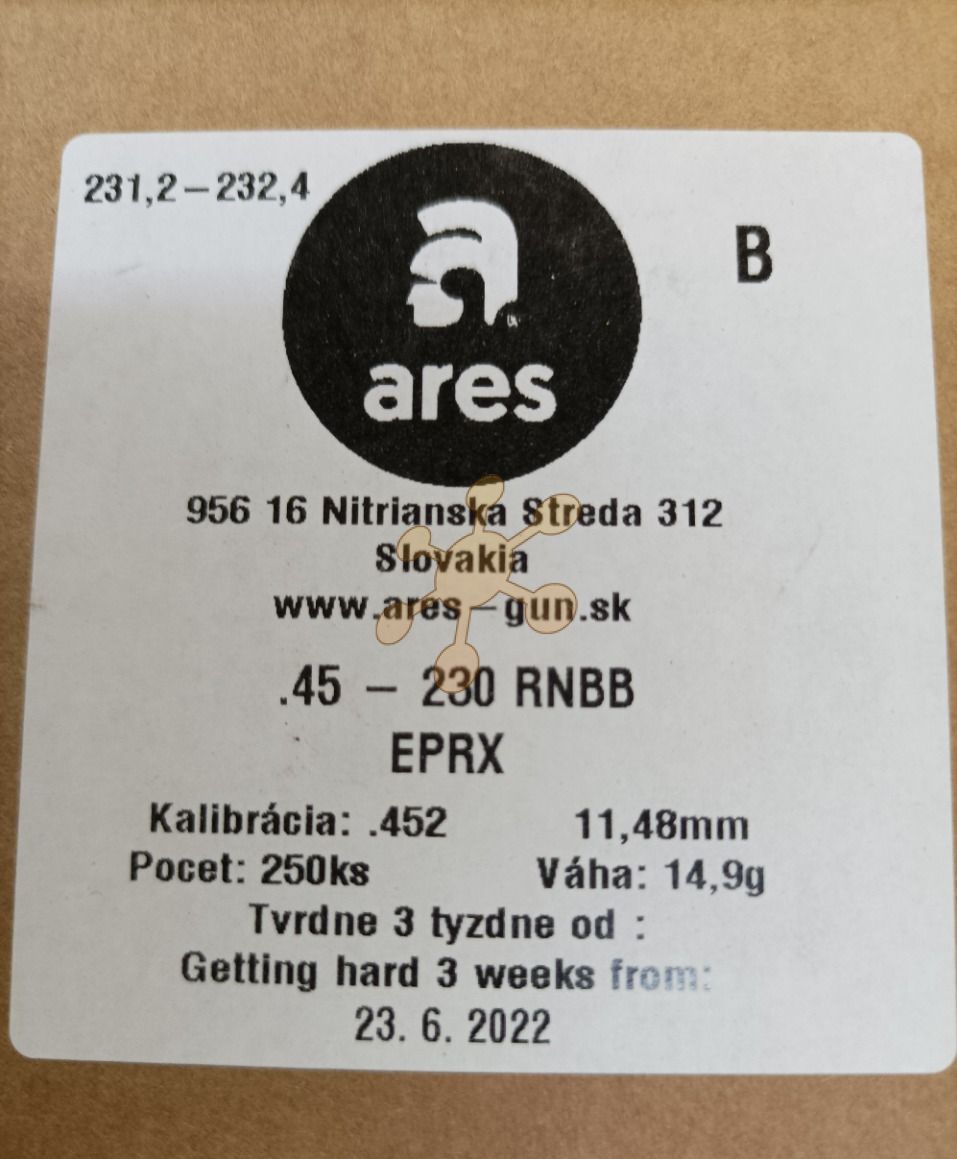 231,2-232,4
B
ares
956 16 Nitrianska Streda 312
Slovakia
www.ares-gun.sk
.45 - 230 RNBB
EPRX
Kalibrácia: .452 11,48mm
Pocet: 250ks Váha: 14,9g
Tvrdne 3 tyzdne od :
Getting hard 3 weeks from:
23. 6. 2022